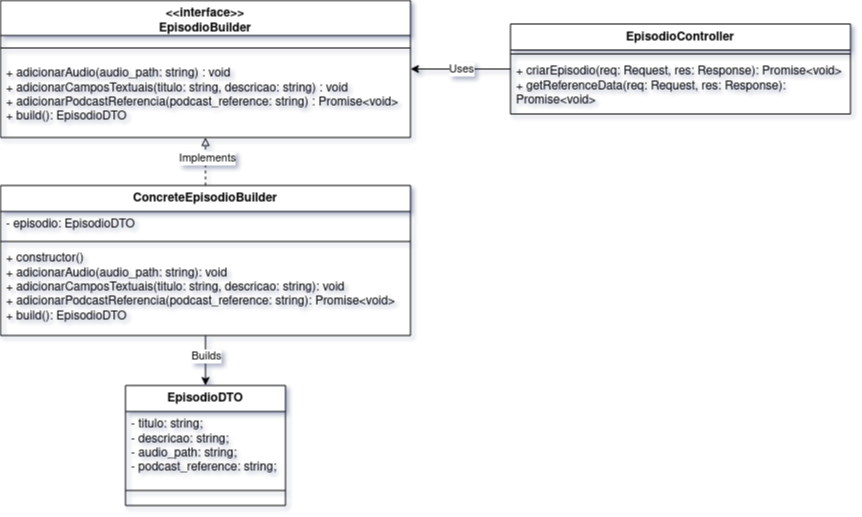 <<interface>>
EpisodioBuilder
+ adicionarAudio(audio_path: string) : void
+ adicionarCamposTextuais(titulo: string, descricao: string) : void
+ adicionarPodcastReferencia(podcast_reference: string) : Promise<void>
+ build(): EpisodioDTO
Uses
EpisodioController
+ criarEpisodio(req: Request, res: Response): Promise<void>
+ getReferenceData(req: Request, res: Response):
Promise<void>
Implements
ConcreteEpisodioBuilder
- episodio: EpisodioDTO
+ constructor()
+ adicionarAudio(audio_path: string): void
+ adicionarCamposTextuais(titulo: string, descricao: string): void
+ adicionarPodcastReferencia(podcast_reference: string): Promise<void>
+ build(): EpisodioDTO
Builds
EpisodioDTO
- titulo: string;
- descricao: string;
- audio_path: string;
- podcast_reference: string;